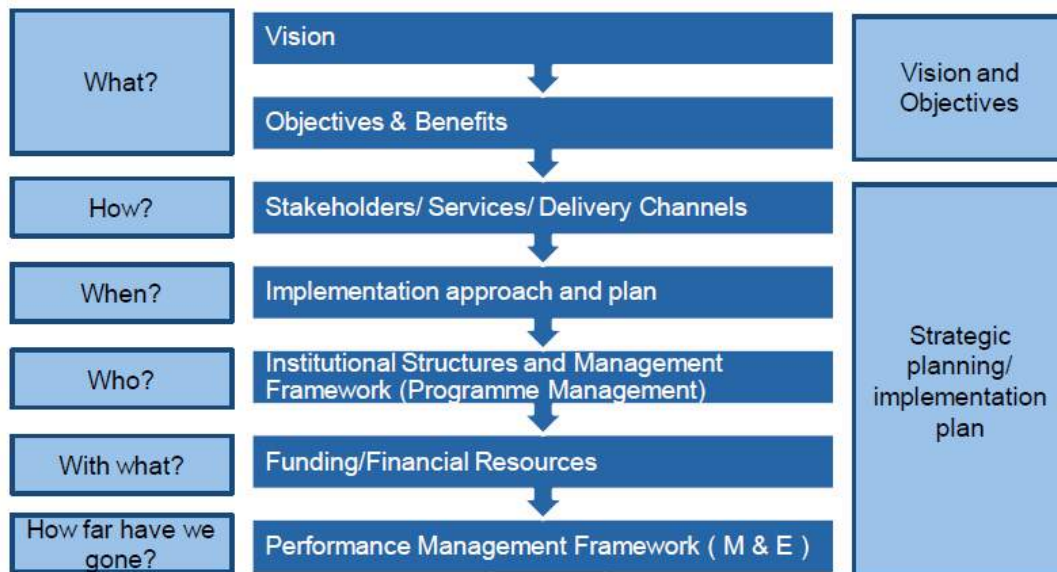 What?
Vision
Objectives & Benefits
Vision and
Objectives
How?
Stakeholders/ Services/ Delivery Channels
When?
Implementation approach and plan
Who?
Institutional Structures and Management
Framework (Programme Management)
With what?
Funding/Financial Resources
How far have we
gone?
Performance Management Framework ( M & E )
Strategic
planning/
implementation
plan